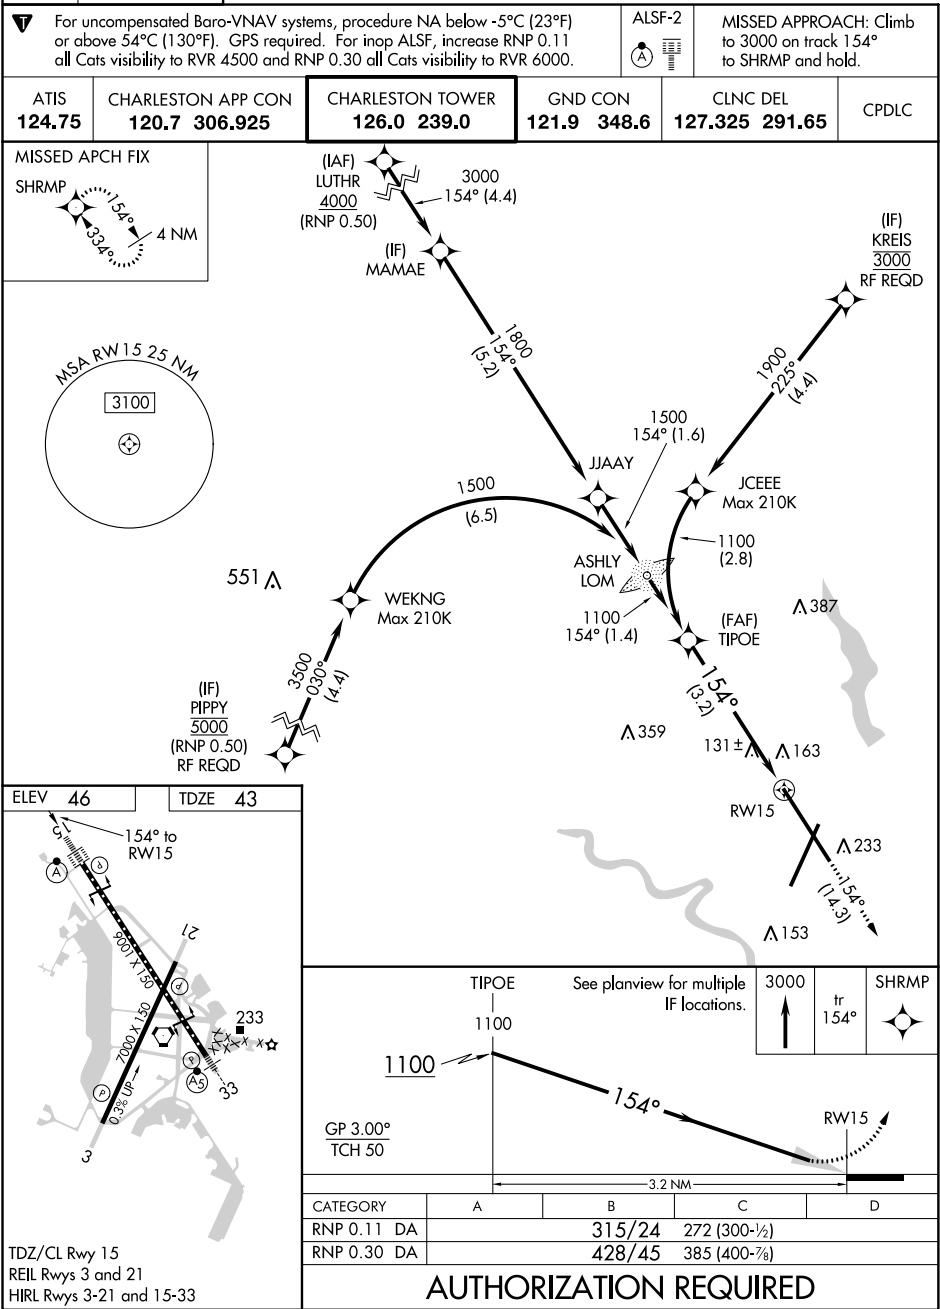 For uncompensated Baro-VNAV systems, procedure NA below -5°C (23°F)
or above 54°C (130°F). GPS required. For inop ALSF, increase RNP 0.11
all Cats visibility to RVR 4500 and RNP 0.30 all Cats visibility to RVR 6000.
T
ALSF-2
A
MISSED APPROACH: Climb
to 3000 on track 154°
to SHRMP and hold.
ATIS
124.75
CHARLESTON APP CON
120.7 306.925
CHARLESTON TOWER
126.0 239.0
GND CON
121.9 348.6
CLNC DEL
127.325 291.65
CPDLC
MISSED APCH FIX
SHRMP
154°
334°
4 NM
(IAF)
LUTHR
4000
(RNP 0.50)
3000
154° (4.4)
(IF)
MAMAE
(IF)
KREIS
3000
RF REQD
MSA RW15 25 NM
3100
1800
154°
(5.2)
1900
225°
(4.4)
1500
154° (1.6)
JJAAY
JCEEE
Max 210K
1500
(6.5)
1100
(2.8)
ASHLY
LOM
551
WEKNG
Max 210K
1100
154° (1.4)
(FAF)
TIPOE
387
3500
030°
(4.4)
(IF)
PIPPY
5000
(RNP 0.50)
RF REQD
154°
(3.2)
359
131±
163
RW15
233
154°
(14.3)
153
ELEV 46
TDZE 43
154° to
RW15
15
A
P
21
9001 X 150
P
7000 X 150
233
P
A5
33
P
0.3% UP
3
TDZ/CL Rwy 15
REIL Rwys 3 and 21
HIRL Rwys 3-21 and 15-33
TIPOE
1100
1100
See planview for multiple
IF locations.
3000
tr
154°
SHRMP
154°
RW15
GP 3.00°
TCH 50
3.2 NM
CATEGORY A B C D
RNP 0.11 DA 315/24 272 (300-½)
RNP 0.30 DA 428/45 385 (400-⅞)
AUTHORIZATION REQUIRED